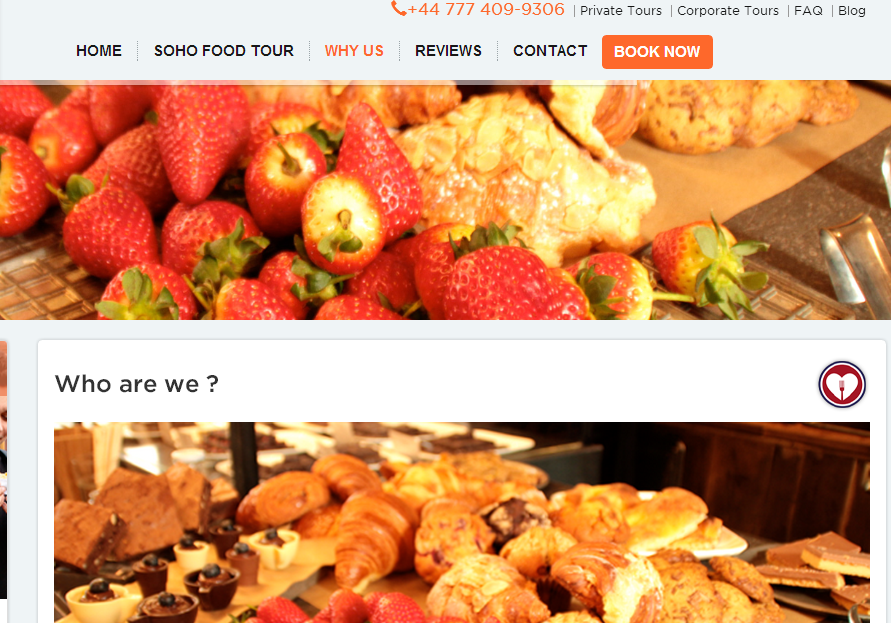 +44 777 409-9306 | Private Tours | Corporate Tours | FAQ | Blog
HOME SOHO FOOD TOUR WHY US REVIEWS CONTACT BOOK NOW
Who are we ?